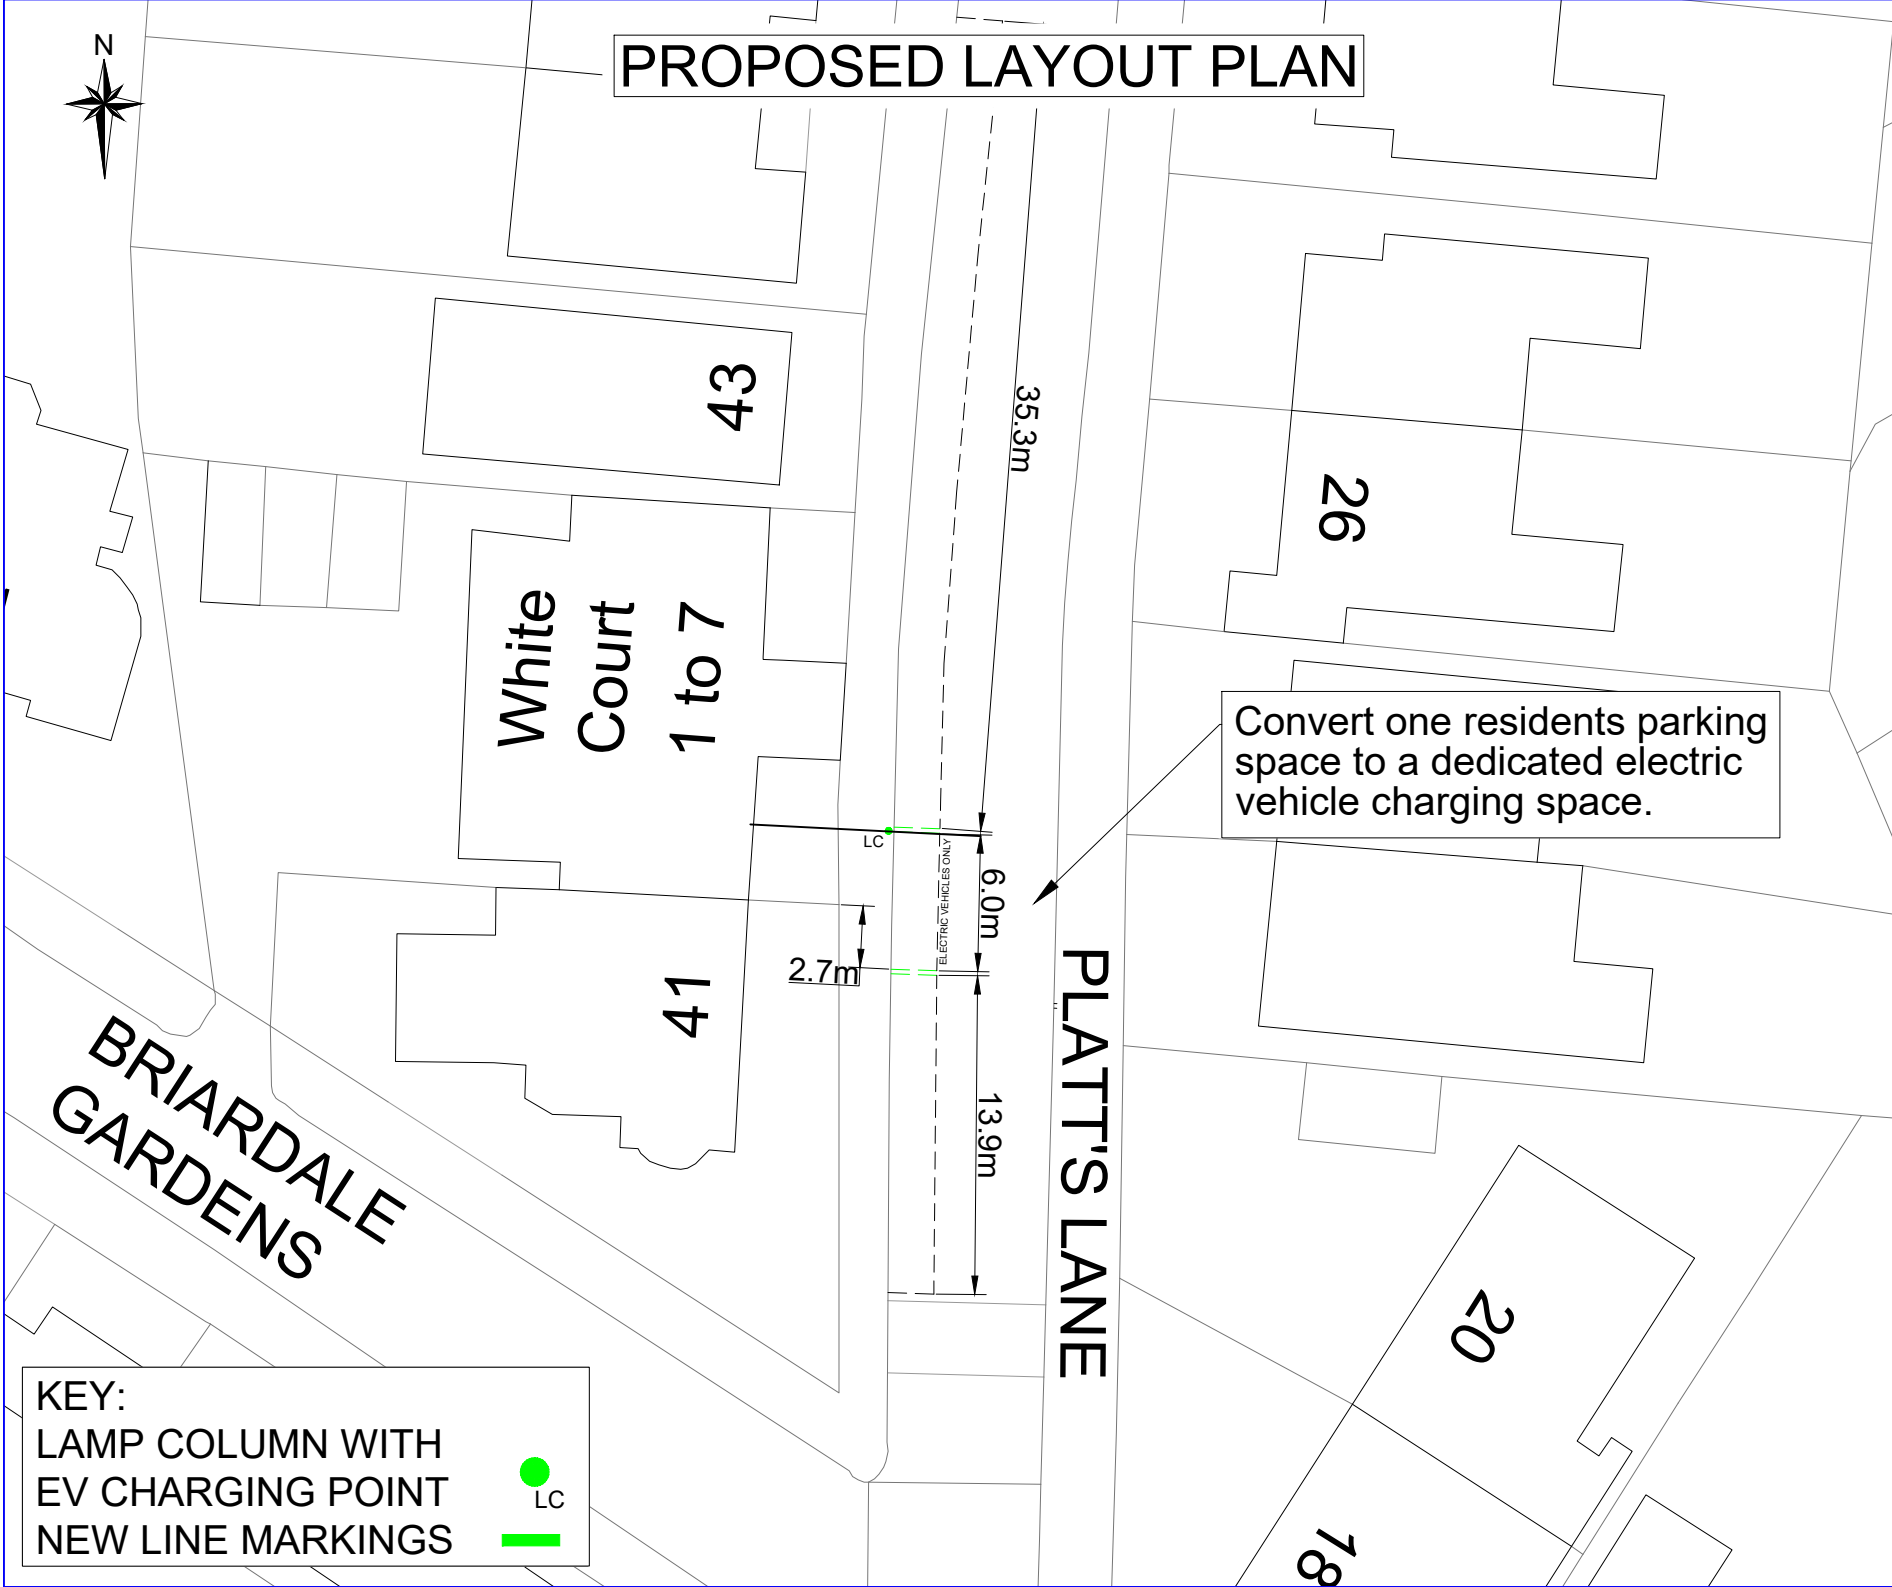 N
PROPOSED LAYOUT PLAN
43
35.3m
26
White
Court
1 to 7
Convert one residents parking
space to a dedicated electric
vehicle charging space.
LC
ELECTRIC VEHICLES ONLY
6.0m
2.7m
41
PLATT'S LANE
13.9m
BRIARDALE
GARDENS
20
18
KEY:
LAMP COLUMN WITH
EV CHARGING POINT
LC
NEW LINE MARKINGS